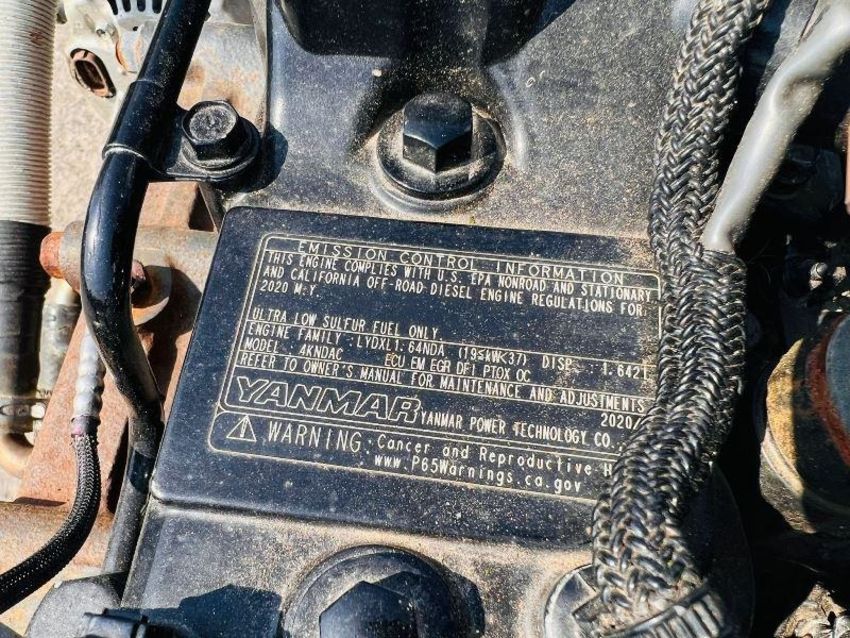 EMISSION CONTROL INFORMATION
THIS ENGINE COMPLIES WITH U.S. EPA NONROAD AND STATIONARY
AND CALIFORNIA OFF-ROAD DIESEL ENGINE REGULATIONS FOR
2020 M.Y.
ULTRA LOW SULFUR FUEL ONLY
ENGINE FAMILY : LYDXL1.64NDA (19≤kW<37) DISP. : 1.642L
MODEL: 4KNDAC ECU EM EGR DFI PTOX OC
REFER TO OWNER'S MANUAL FOR MAINTENANCE AND ADJUSTMENTS
2020/
YANMAR YANMAR POWER TECHNOLOGY CO.
WARNING: Cancer and Reproductive H
www.P65Warnings.ca.gov